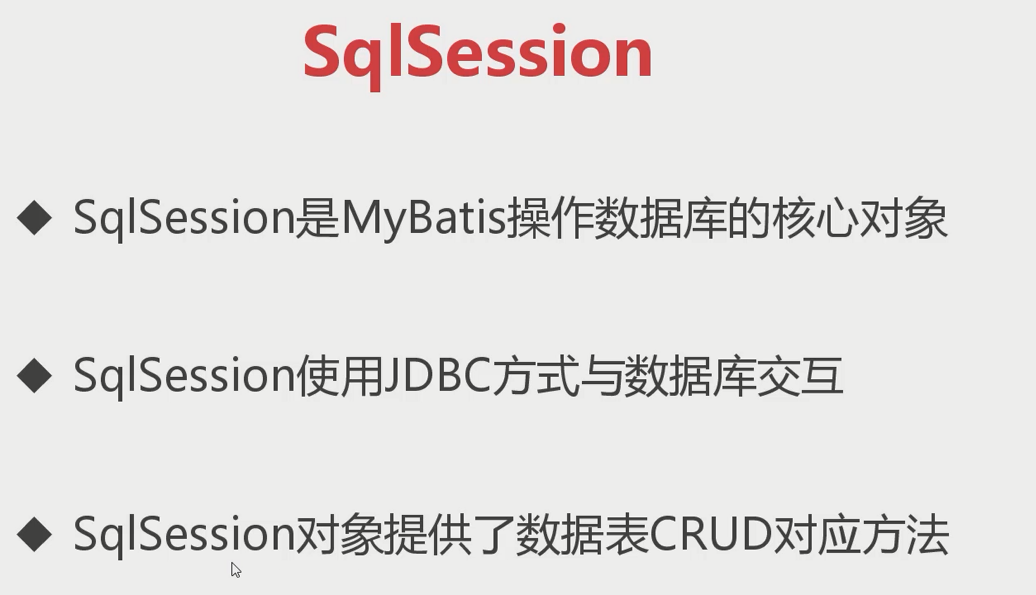 SqlSession
◆ SqlSession是MyBatis操作数据库的核心对象
◆ SqlSession使用JDBC方式与数据库交互
◆ SqlSession对象提供了数据表CRUD对应方法